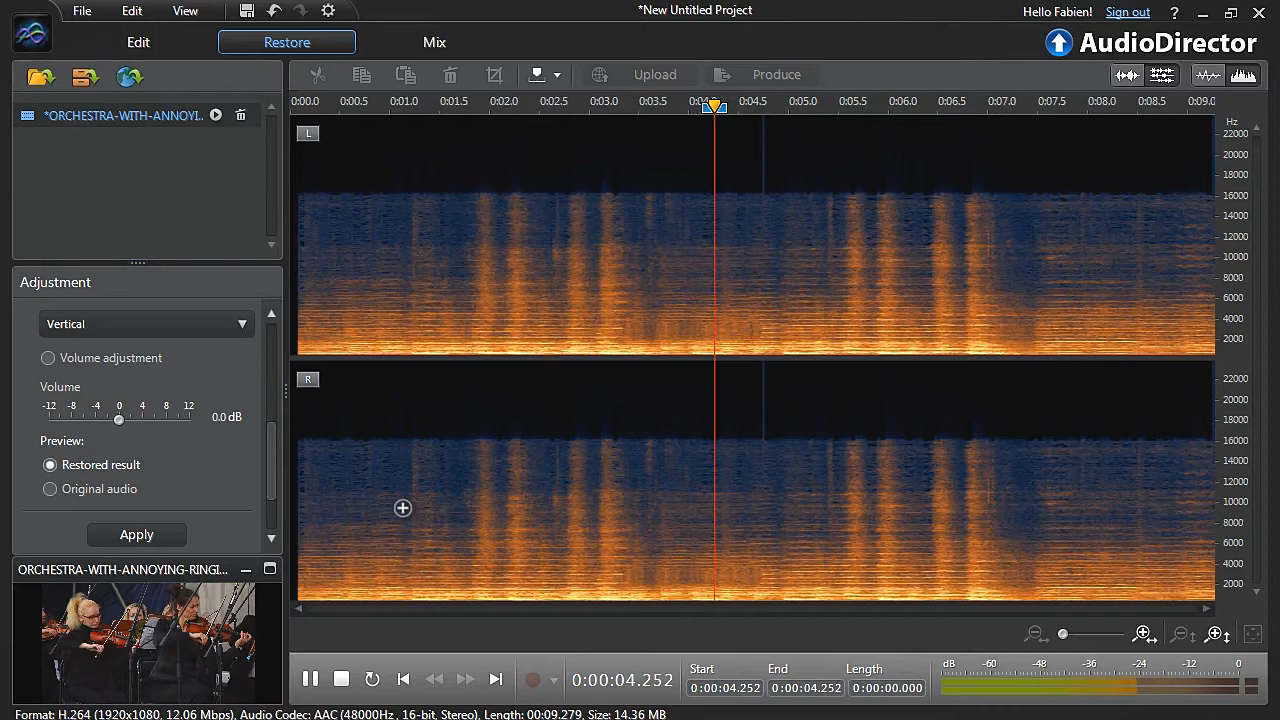 File Edit View
*New Untitled Project
Hello Fabien! Sign out ?
Edit Restore Mix
AudioDirector
Upload Produce
*ORCHESTRA-WITH-ANNOYI..
0:00.0 0:00.5 0:01.0 0:01.5 0:02.0 0:02.5 0:03.0 0:03.5 0:04.5 0:05.0 0:05.5 0:06.0 0:06.5 0:07.0 0:07.5 0:08.0 0:08.5 0:09.0
L
Hz
22000
20000
18000
16000
14000
12000
10000
8000
6000
4000
2000
R
22000
20000
18000
16000
14000
12000
10000
8000
6000
4000
2000
Adjustment
Vertical
Volume adjustment
Volume
-12 -8 -4 0 4 8 12
0.0 dB
Preview:
Restored result
Original audio
Apply
ORCHESTRA-WITH-ANNOYING-RINGI...
0:00:04.252
Start End Length
0:00:04.252 0:00:04.252 0:00:00.000
dB -60 -48 -36 -24 -12 0
Format: H.264 (1920x1080, 12.06 Mbps), Audio Codec: AAC (48000Hz , 16-bit, Stereo), Length: 00:09.279, Size: 14.36 MB